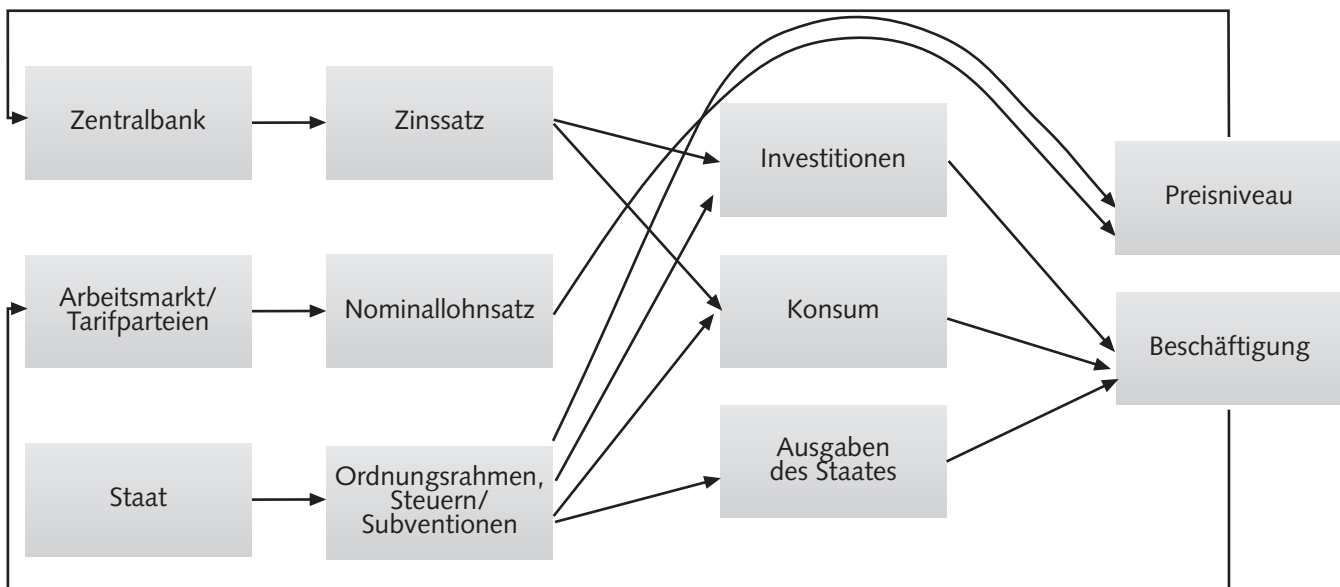 Zentralbank
Zinssatz
Investitionen
Preisniveau
Arbeitsmarkt/
Tarifparteien
Nominallohnsatz
Konsum
Beschäftigung
Staat
Ordnungsrahmen,
Steuern/
Subventionen
Ausgaben
des Staates